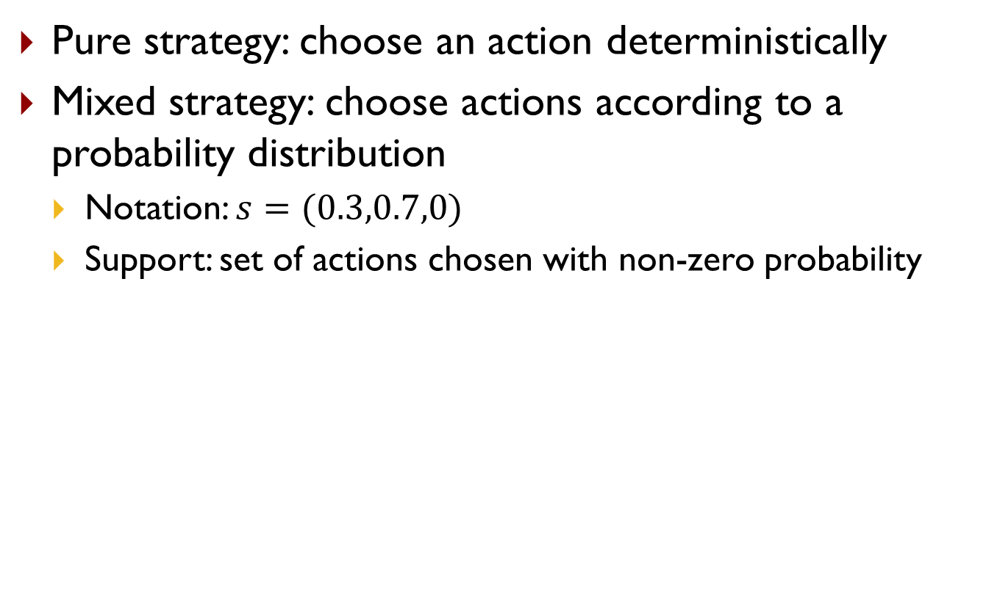 Pure strategy: choose an action deterministically
Mixed strategy: choose actions according to a
probability distribution
Notation: s = (0.3,0.7,0)
Support: set of actions chosen with non-zero probability